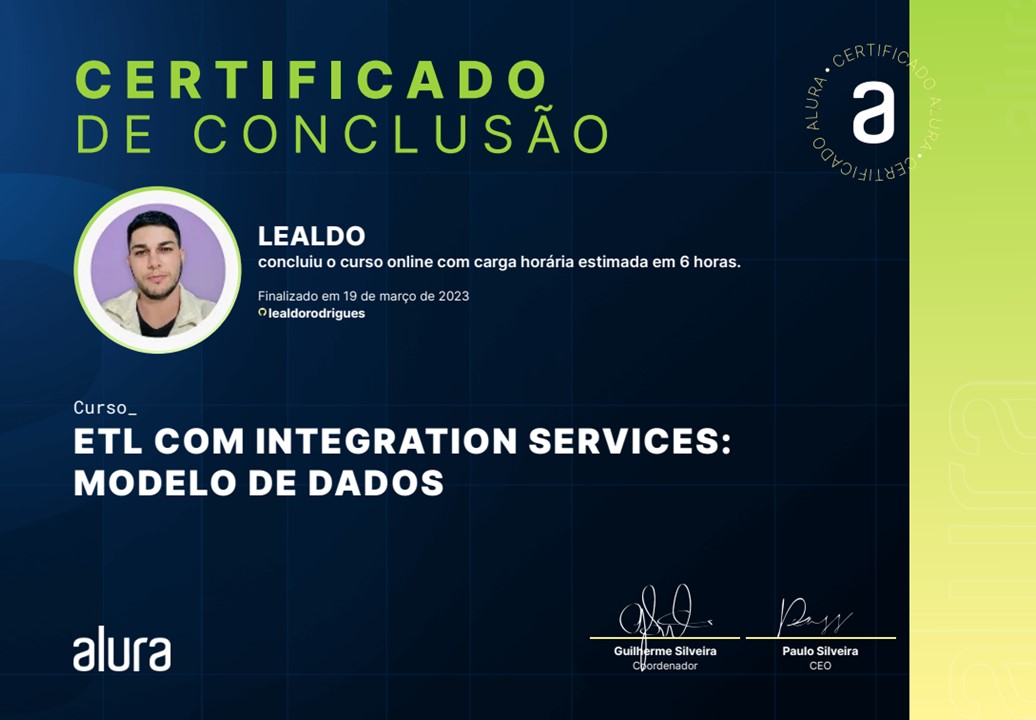 CERTIFICADO
DE CONCLUSÃO
CERTIFICADO ALURA • CERTIFICADO ALURA •
a
LEALDO
concluiu o curso online com carga horária estimada em 6 horas.
Finalizado em 19 de março de 2023
lealdorodrigues
Curso_
ETL COM INTEGRATION SERVICES:
MODELO DE DADOS
alura
Guilherme Silveira
Coordenador
Paulo Silveira
CEO
alura